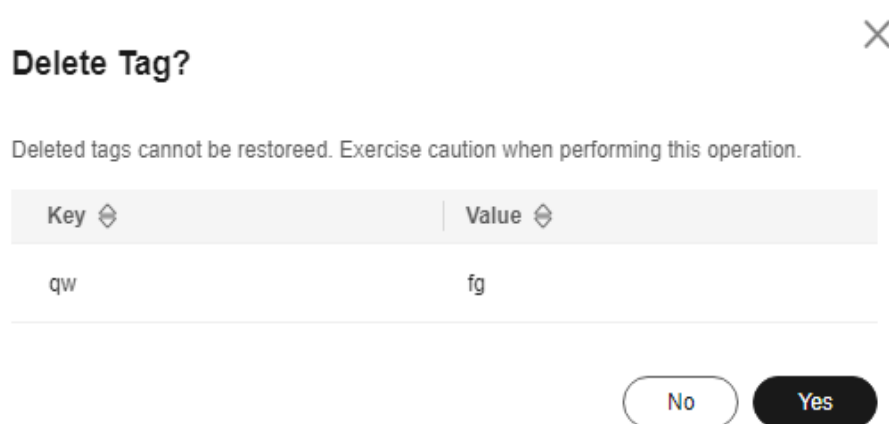 Delete Tag?
Deleted tags cannot be restoreed. Exercise caution when performing this operation.
Key Value
qw fg
No Yes